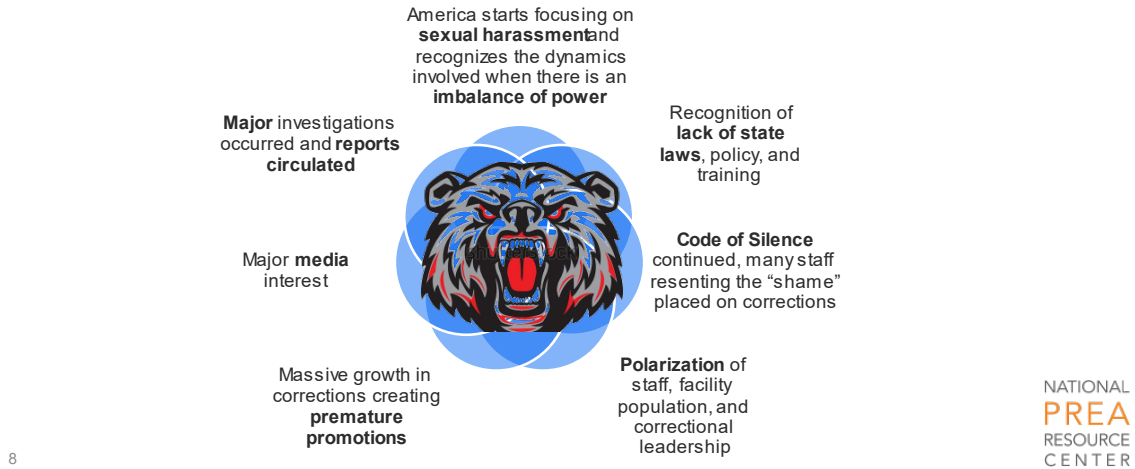 America starts focusing on
sexual harassmentand
recognizes the dynamics
involved when there is an
imbalance of power
Recognition of
lack of state
laws, policy, and
training
Code of Silence
continued, many staff
resenting the “shame”
placed on corrections
Polarization of
staff, facility
population, and
correctional
leadership
Massive growth in
corrections creating
premature
promotions
Major media
interest
Major investigations
occurred and reports
circulated
NATIONAL
PREA
RESOURCE
CENTER
8